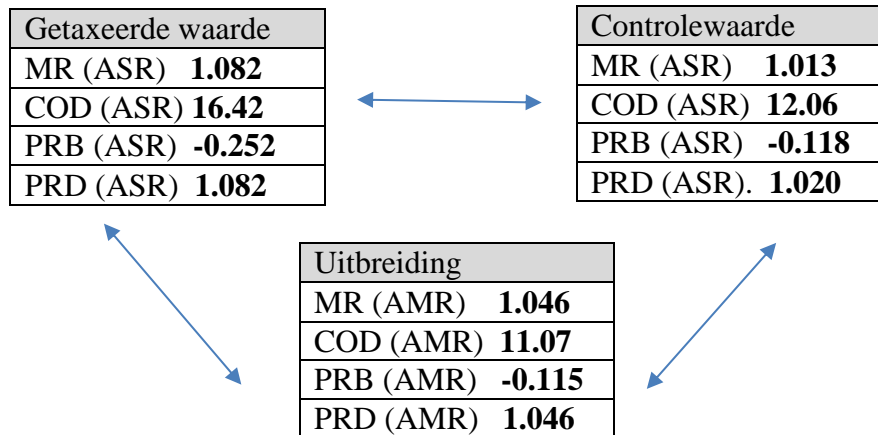 Getaxeerde waarde
MR (ASR) 1.082
COD (ASR) 16.42
PRB (ASR) -0.252
PRD (ASR) 1.082
Controlewaarde
MR (ASR) 1.013
COD (ASR) 12.06
PRB (ASR) -0.118
PRD (ASR). 1.020
Uitbreiding
MR (AMR) 1.046
COD (AMR) 11.07
PRB (AMR) -0.115
PRD (AMR) 1.046